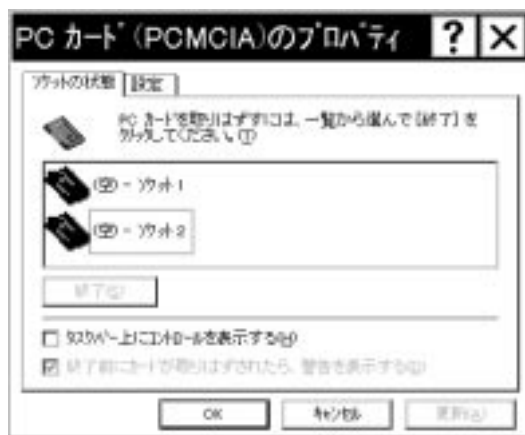 PC ｶｰﾄﾞ (PCMCIA)のﾌﾟﾛﾊﾟﾃｨ
ｿｹｯﾄの状態
設定
PC ｶｰﾄﾞを取りはずすには、一覧から選んで [終了] を
ｸﾘｯｸしてください。(T)
(空) - ｿｹｯﾄ 1
(空) - ｿｹｯﾄ 2
終了(S)
ﾀｽｸﾊﾞｰ上にｺﾝﾄﾛｰﾙを表示する(H)
終了前にｶｰﾄﾞが取りはずされたら、警告を表示する(D)
OK
ｷｬﾝｾﾙ
更新(A)